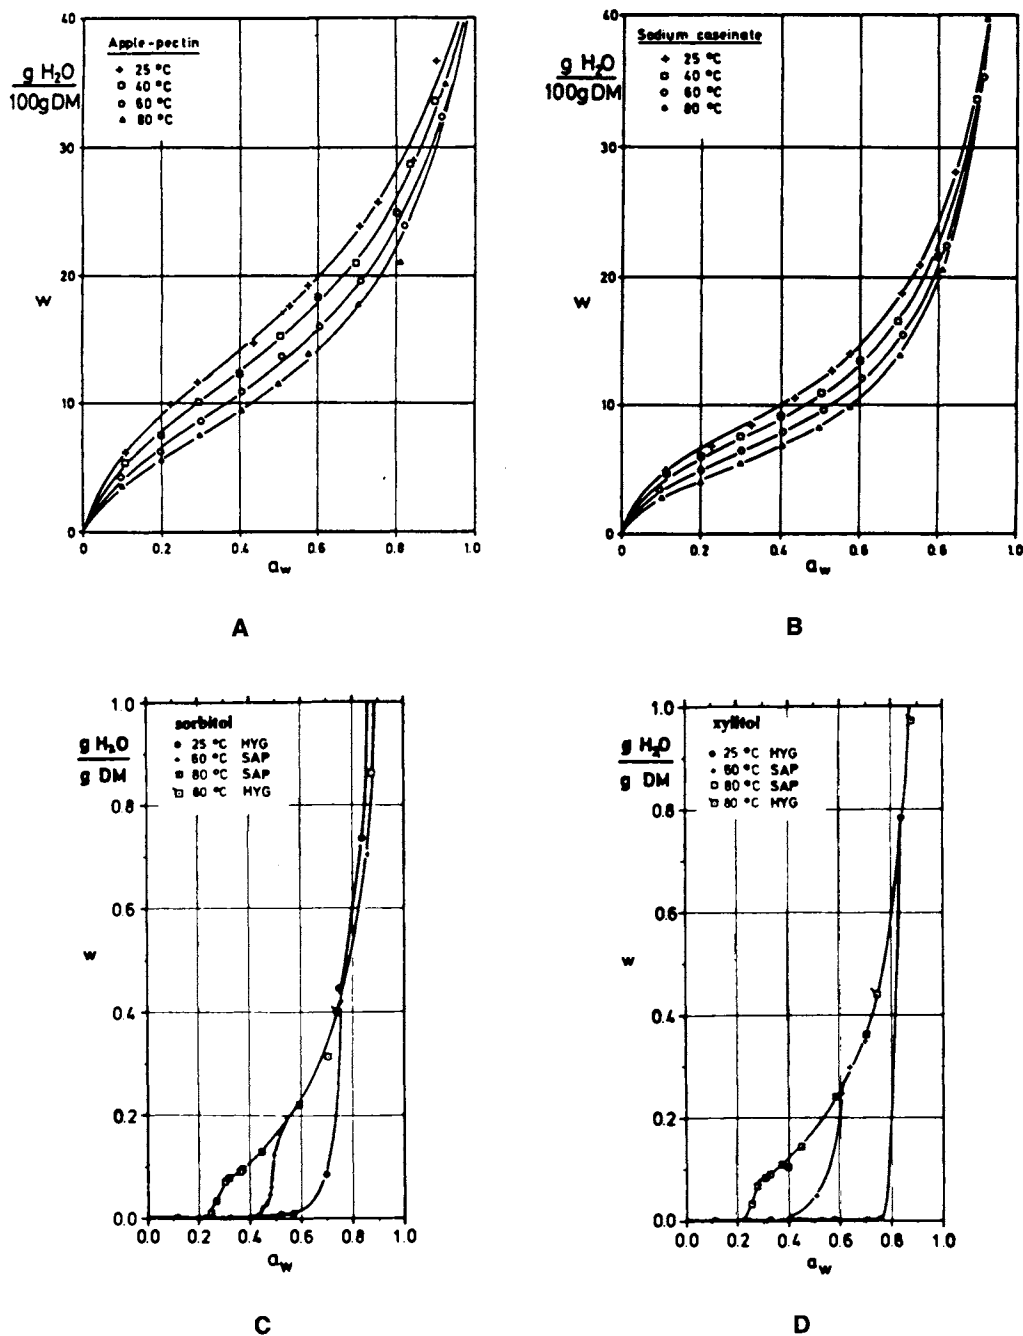 40
Apple-pectin
g H₂O
100g DM
+ 25 °C
□ 40 °C
○ 60 °C
▵ 80 °C
30
20
w
10
0
0 0.2 0.4 0.6 0.8 1.0
a_w
A
40
Sodium caseinate
g H₂O
100g DM
+ 25 °C
□ 40 °C
○ 60 °C
▵ 80 °C
30
20
w
10
0
0 0.2 0.4 0.6 0.8 1.0
a_w
B
1.0
sorbitol
g H₂O
g DM
25 °C HYG
60 °C SAP
80 °C SAP
60 °C HYG
0.8
0.6
w
0.4
0.2
0.0
0.0 0.2 0.4 0.6 0.8 1.0
a_w
C
1.0
xylitol
g H₂O
g DM
25 °C HYG
60 °C SAP
80 °C SAP
80 °C HYG
0.8
0.6
w
0.4
0.2
0.0
0.0 0.2 0.4 0.6 0.8 1.0
a_w
D